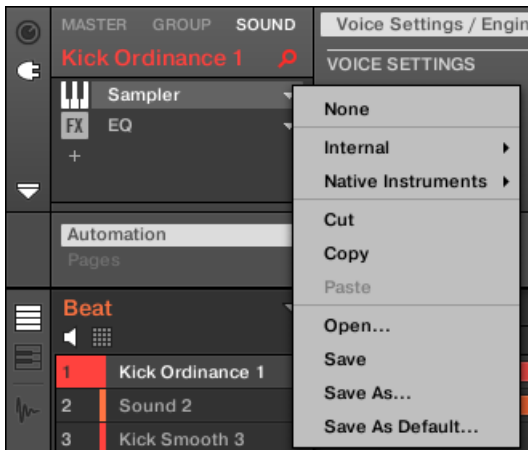 MASTER GROUP SOUND
Kick Ordinance 1
Sampler
FX EQ
+
Automation
Pages
Beat
1 Kick Ordinance 1
2 Sound 2
3 Kick Smooth 3
Voice Settings / Engin
VOICE SETTINGS
None
Internal
Native Instruments
Cut
Copy
Paste
Open...
Save
Save As...
Save As Default...